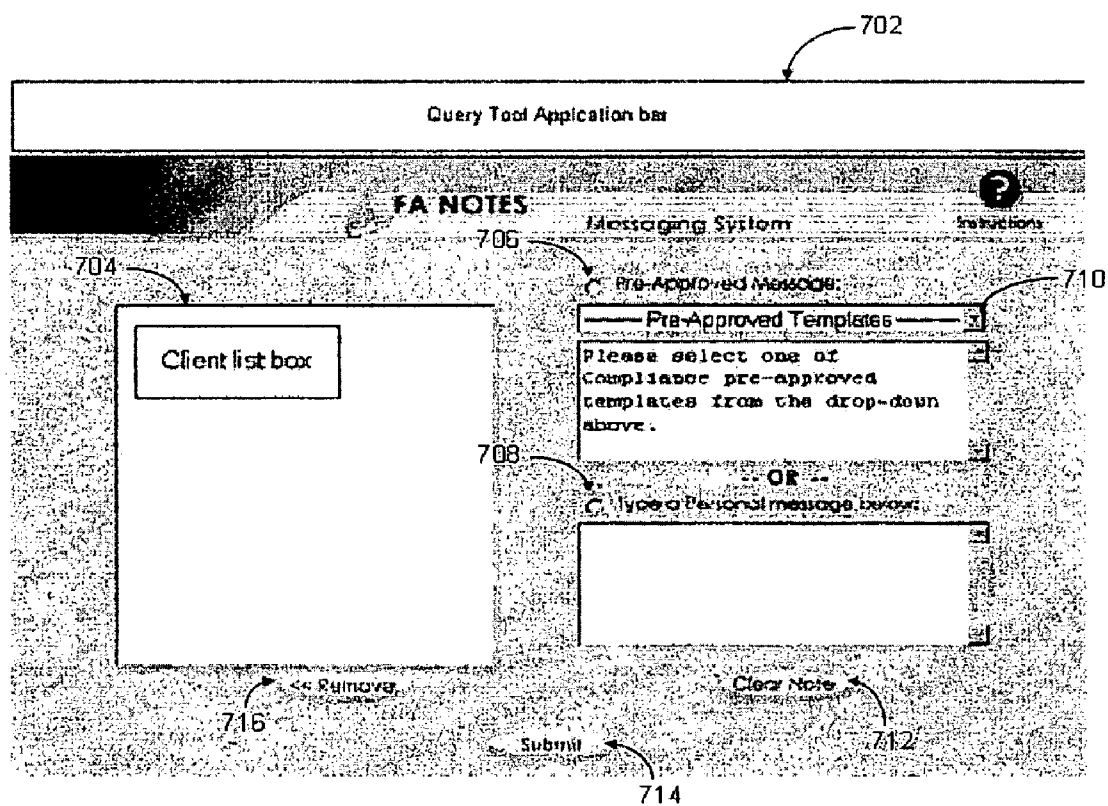 702
Query Tool Application bar
FA NOTES
Messaging System
Instructions
706
704
Pre-Approved Message:
710
Pre-Approved Templates
Client list box
Please select one of
Compliance pre-approved
templates from the drop-down
above.
708
-- OR --
Type a Personal message below:
<< Remove
Clear Note
716
712
Submit
714